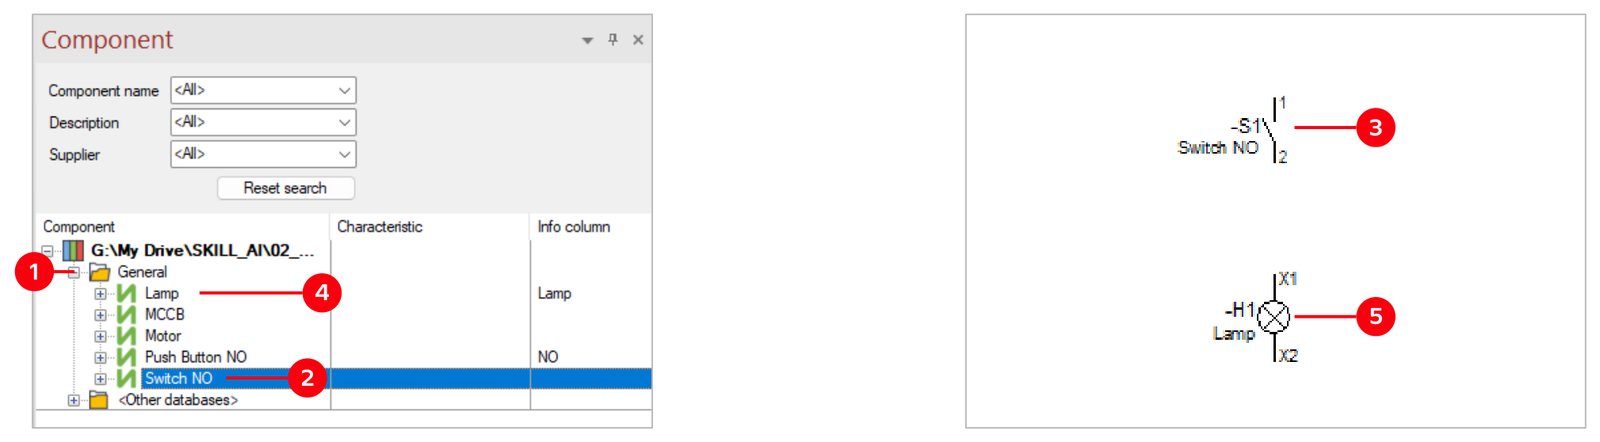 Component
Component name <All>
Description <All>
Supplier <All>
Reset search
Component Characteristic Info column
G:\My Drive\SKILL_AI\02_...
1 General
Lamp 4 Lamp
MCCB
Motor
Push Button NO NO
Switch NO 2
<Other databases>
1
-S1 3
Switch NO
2
X1
-H1 5
Lamp
X2